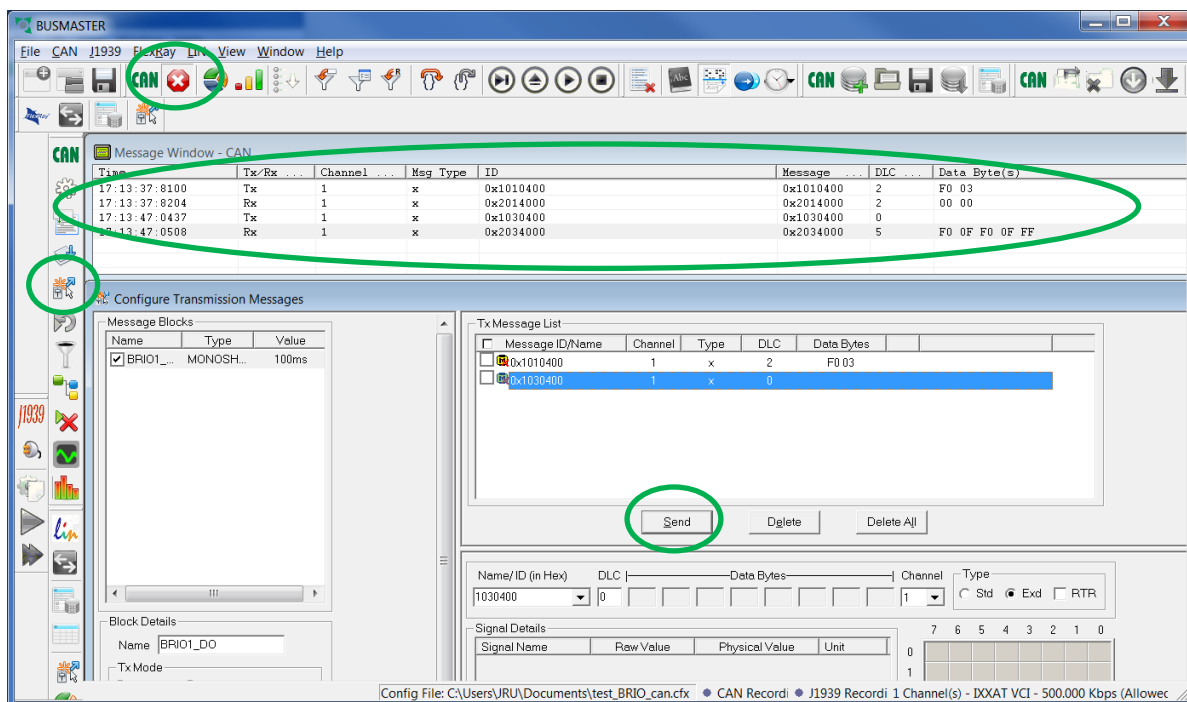 BUSMASTER
File CAN J1939 FlexRay LIN View Window Help
CAN Abc CAN CAN
CAN Message Window - CAN
Time Tx/Rx ... Channel ... Msg Type ID Message ... DLC ... Data Byte(s)
17:13:37:8100 Tx 1 x 0x1010400 0x1010400 2 F0 03
17:13:37:8204 Rx 1 x 0x2014000 0x2014000 2 00 00
17:13:47:0437 Tx 1 x 0x1030400 0x1030400 0
17:13:47:0508 Rx 1 x 0x2034000 0x2034000 5 F0 0F F0 0F FF
Configure Transmission Messages
Message Blocks
Name Type Value
BRIO1_... MONOSH... 100ms
Tx Message List
Message ID/Name Channel Type DLC Data Bytes
0x1010400 1 x 2 F0 03
0x1030400 1 x 0
J1939
Send Delete Delete All
lin
Name/ ID (in Hex) DLC Data Bytes Channel Type
1030400 0 1 Std Exd RTR
Block Details
Name BRIO1_DO
Tx Mode
Signal Details
Signal Name Raw Value Physical Value Unit
7 6 5 4 3 2 1 0
0
1
Config File: C:\Users\JRU\Documents\test_BRIO_can.cfx CAN Recordi J1939 Recordi 1 Channel(s) - IXXAT VCI - 500.000 Kbps (Allowec